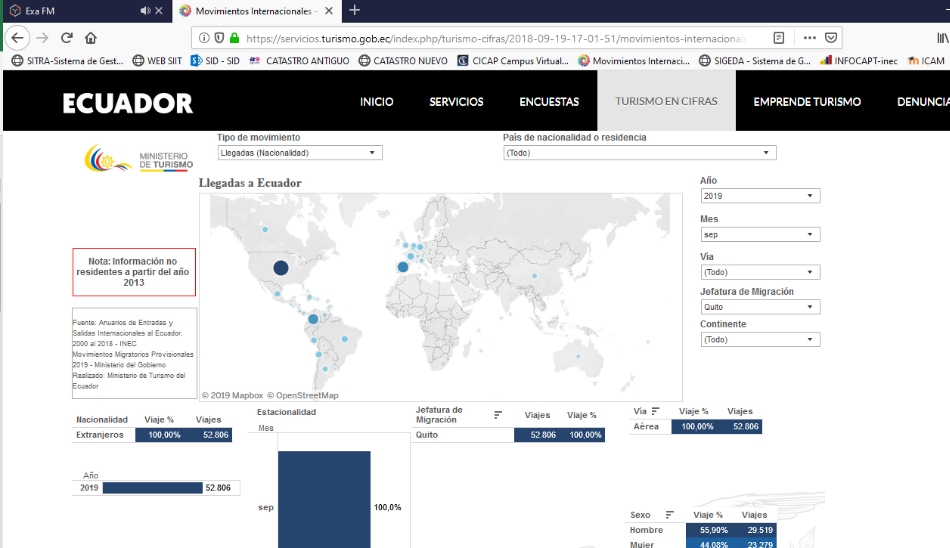 Exa FM
Movimientos Internacionales -
https://servicios.turismo.gob.ec/index.php/turismo-cifras/2018-09-19-17-01-51/movimientos-internacional
SITRA-Sistema de Gest...
WEB SIIT
SID - SID
CATASTRO ANTIGUO
CATASTRO NUEVO
CICAP Campus Virtual...
Movimientos Internaci...
SIGEDA - Sistema de G...
INFOCAPT-inec
ICAM
ECUADOR
INICIO
SERVICIOS
ENCUESTAS
TURISMO EN CIFRAS
EMPRENDE TURISMO
DENUNCIA
MINISTERIO
DE TURISMO
Tipo de movimiento
Llegadas (Nacionalidad)
País de nacionalidad o residencia
(Todo)
Llegadas a Ecuador
Año
2019
Mes
sep
Via
(Todo)
Jefatura de Migración
Quito
Continente
(Todo)
Nota: Información no
residentes a partir del año
2013
Fuente: Anuarios de Entradas y
Salidas Internacionales al Ecuador,
2000 al 2018 - INEC
Movimientos Migratorios Provisionales
2019 - Ministerio del Gobierno
Realizado: Ministerio de Turismo del
Ecuador
© 2019 Mapbox © OpenStreetMap
Nacionalidad Viaje % Viajes
Extranjeros 100,00% 52.806
Año
2019 52.806
Estacionalidad
Mes
sep 100,0%
Jefatura de
Migración Viajes Viaje %
Quito 52.806 100,00%
Vía Viaje % Viajes
Aérea 100,00% 52.806
Sexo Viaje % Viajes
Hombre 55,90% 29.519
Mujer 44,08% 23.279